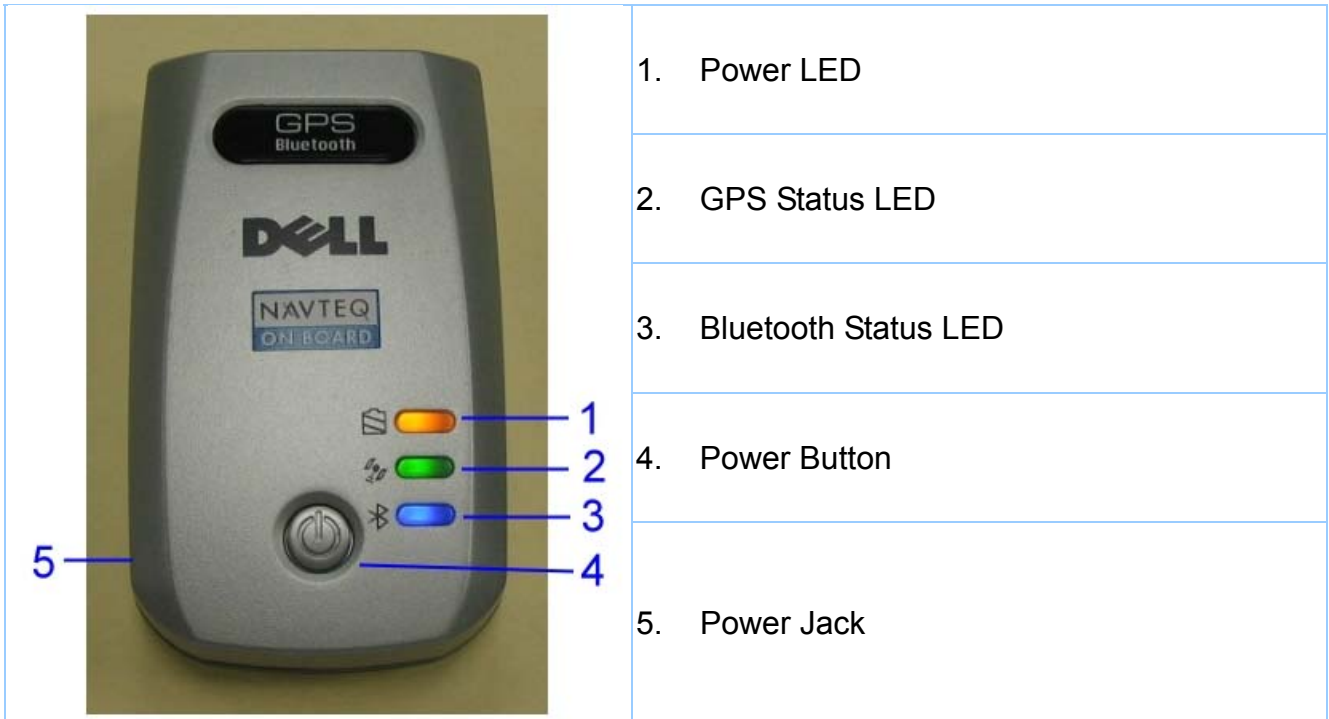 GPS
Bluetooth
DELL
NAVTEQ
ON BOARD
1
2
3
4
5
1. Power LED
2. GPS Status LED
3. Bluetooth Status LED
4. Power Button
5. Power Jack